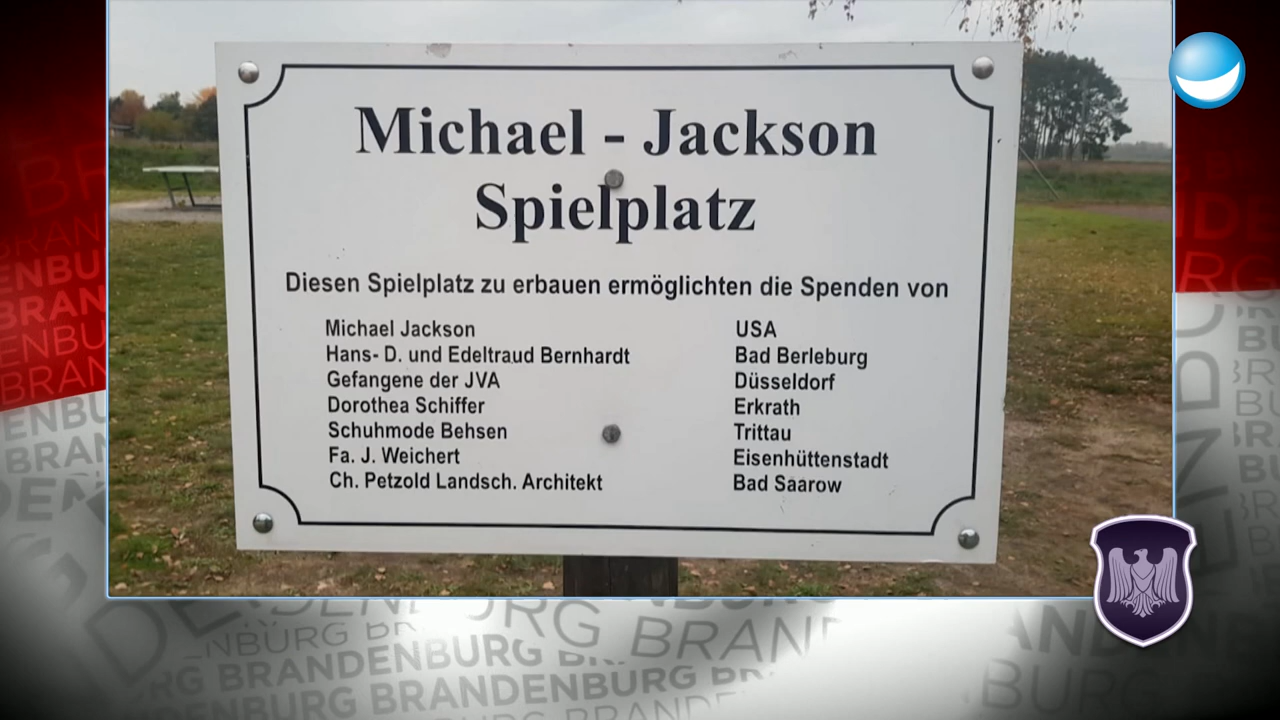 Michael - Jackson
Spielplatz
Diesen Spielplatz zu erbauen ermöglichten die Spenden von
Michael Jackson USA
Hans- D. und Edeltraud Bernhardt Bad Berleburg
Gefangene der JVA Düsseldorf
Dorothea Schiffer Erkrath
Schuhmode Behsen Trittau
Fa. J. Weichert Eisenhüttenstadt
Ch. Petzold Landsch. Architekt Bad Saarow
BRANDENBURG
BRANDENBURG BRANDENBURG